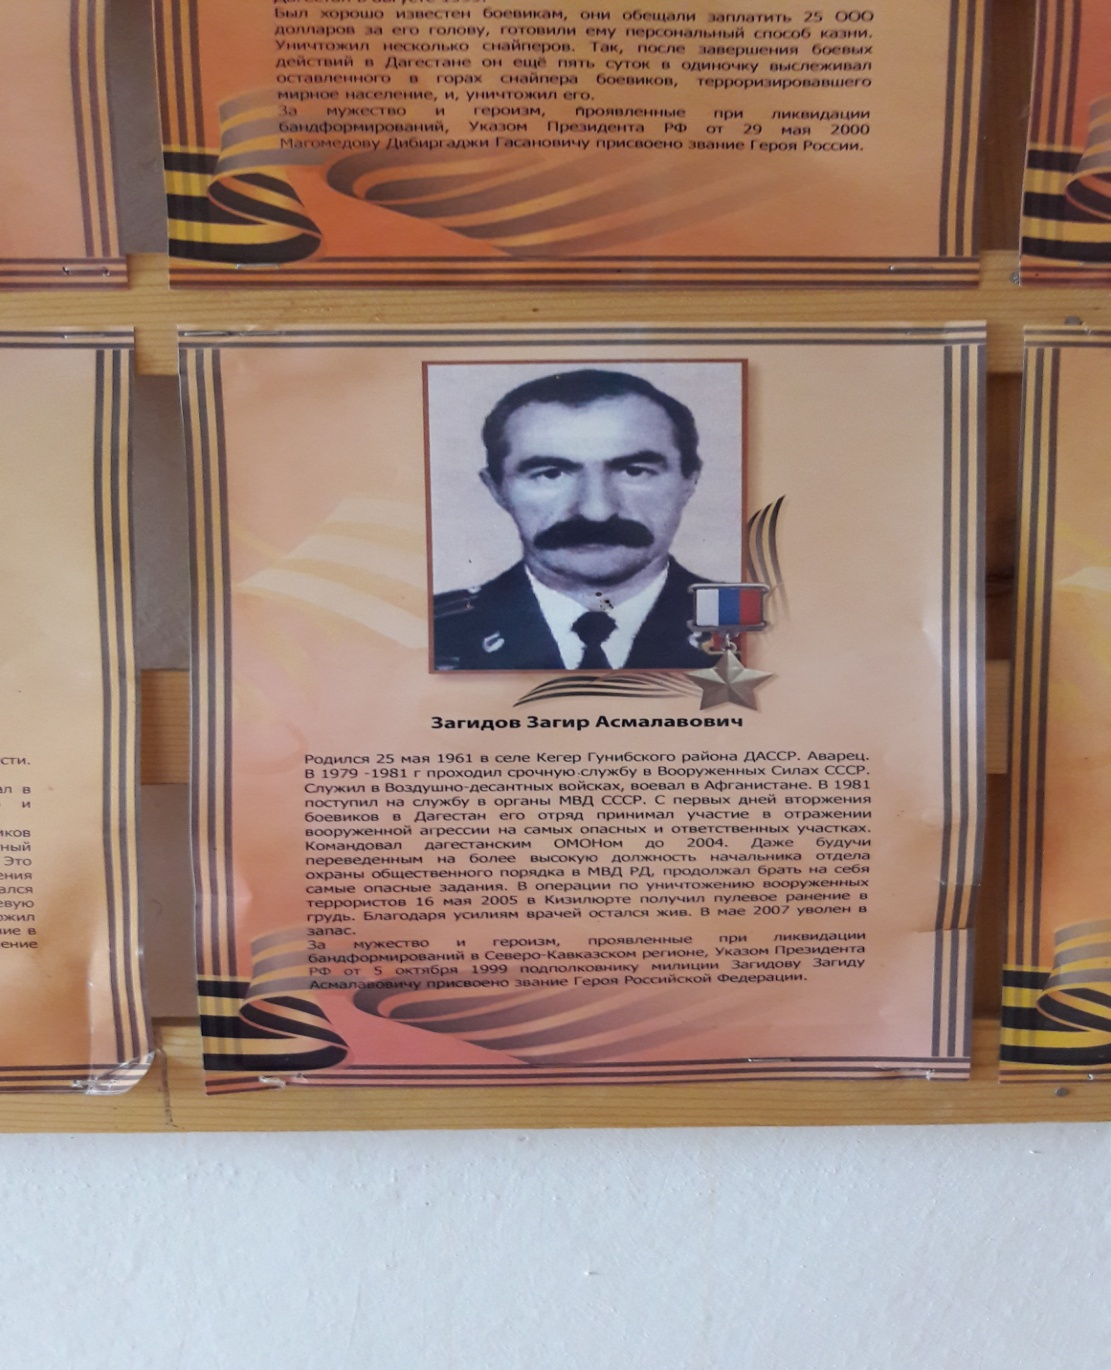 Был хорошо известен боевикам, они обещали заплатить 25 ООО
долларов за его голову, готовили ему персональный способ казни.
Уничтожил несколько снайперов. Так, после завершения боевых
действий в Дагестане он ещё пять суток в одиночку выслеживал
оставленного в горах снайпера боевиков, терроризировавшего
мирное население, и, уничтожил его.
За мужество и героизм, проявленные при ликвидации
бандформирований, Указом Президента РФ от 29 мая 2000
Магомедову Дибиргаджи Гасановичу присвоено звание Героя России.
Загидов Загир Асмалавович
Родился 25 мая 1961 в селе Кегер Гунибского района ДАССР. Аварец.
В 1979 -1981 г проходил срочную службу в Вооруженных Силах СССР.
Служил в Воздушно-десантных войсках, воевал в Афганистане. В 1981
поступил на службу в органы МВД СССР. С первых дней вторжения
боевиков в Дагестан его отряд принимал участие в отражении
вооруженной агрессии на самых опасных и ответственных участках.
Командовал дагестанским ОМОНом до 2004. Даже будучи
переведенным на более высокую должность начальника отдела
охраны общественного порядка в МВД РД, продолжал брать на себя
самые опасные задания. В операции по уничтожению вооруженных
террористов 16 мая 2005 в Кизилюрте получил пулевое ранение в
грудь. Благодаря усилиям врачей остался жив. В мае 2007 уволен в
запас.
За мужество и героизм, проявленные при ликвидации
бандформирований в Северо-Кавказском регионе, Указом Президента
РФ от 5 октября 1999 подполковнику милиции Загидову Загиду
Асмалавовичу присвоено звание Героя Российской Федерации.